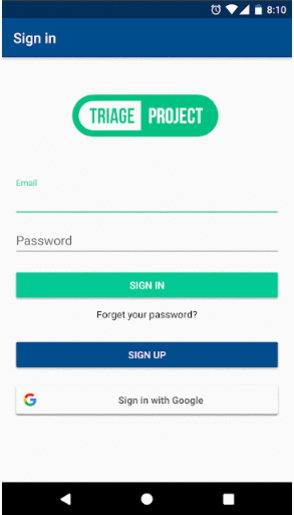 8:10
Sign in
TRIAGE PROJECT
Email
Password
SIGN IN
Forget your password?
SIGN UP
Sign in with Google